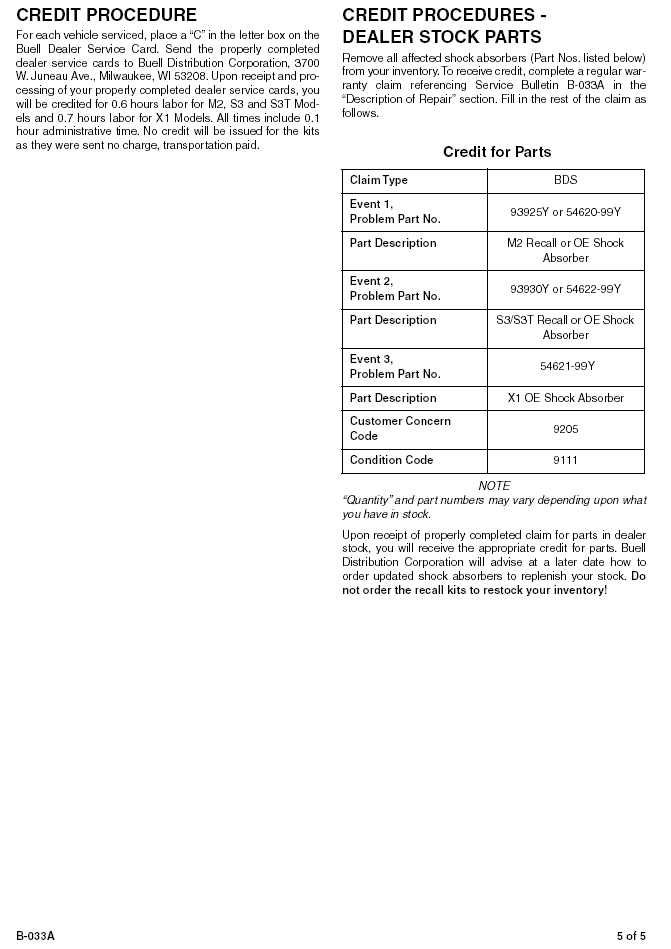 CREDIT PROCEDURE
For each vehicle serviced, place a “C” in the letter box on the
Buell Dealer Service Card. Send the properly completed
dealer service cards to Buell Distribution Corporation, 3700
W. Juneau Ave., Milwaukee, WI 53208. Upon receipt and pro-
cessing of your properly completed dealer service cards, you
will be credited for 0.6 hours labor for M2, S3 and S3T Mod-
els and 0.7 hours labor for X1 Models. All times include 0.1
hour administrative time. No credit will be issued for the kits
as they were sent no charge, transportation paid.
CREDIT PROCEDURES -
DEALER STOCK PARTS
Remove all affected shock absorbers (Part Nos. listed below)
from your inventory. To receive credit, complete a regular war-
ranty claim referencing Service Bulletin B-033A in the
“Description of Repair” section. Fill in the rest of the claim as
follows.
Credit for Parts
Claim Type BDS
Event 1,
Problem Part No. 93925Y or 54620-99Y
Part Description M2 Recall or OE Shock
Absorber
Event 2,
Problem Part No. 93930Y or 54622-99Y
Part Description S3/S3T Recall or OE Shock
Absorber
Event 3,
Problem Part No. 54621-99Y
Part Description X1 OE Shock Absorber
Customer Concern
Code 9205
Condition Code 9111
NOTE
“Quantity” and part numbers may vary depending upon what
you have in stock.
Upon receipt of properly completed claim for parts in dealer
stock, you will receive the appropriate credit for parts. Buell
Distribution Corporation will advise at a later date how to
order updated shock absorbers to replenish your stock. Do
not order the recall kits to restock your inventory!
B-033A
5 of 5